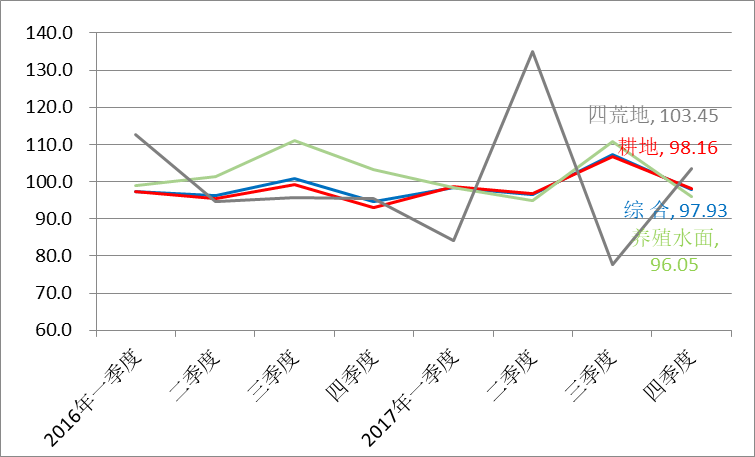 140.0
130.0
120.0
110.0
100.0
90.0
80.0
70.0
60.0
四荒地, 103.45
耕地, 98.16
综 合, 97.93
养殖水面,
96.05
2016年一季度
二季度
三季度
四季度
2017年一季度
二季度
三季度
四季度